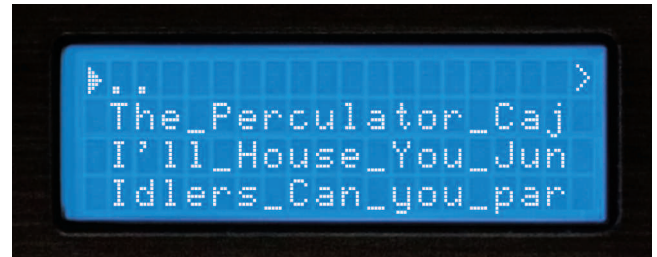 .. >
The_Perculator_Caj
I'll_House_You_Jun
Idlers_Can_you_par